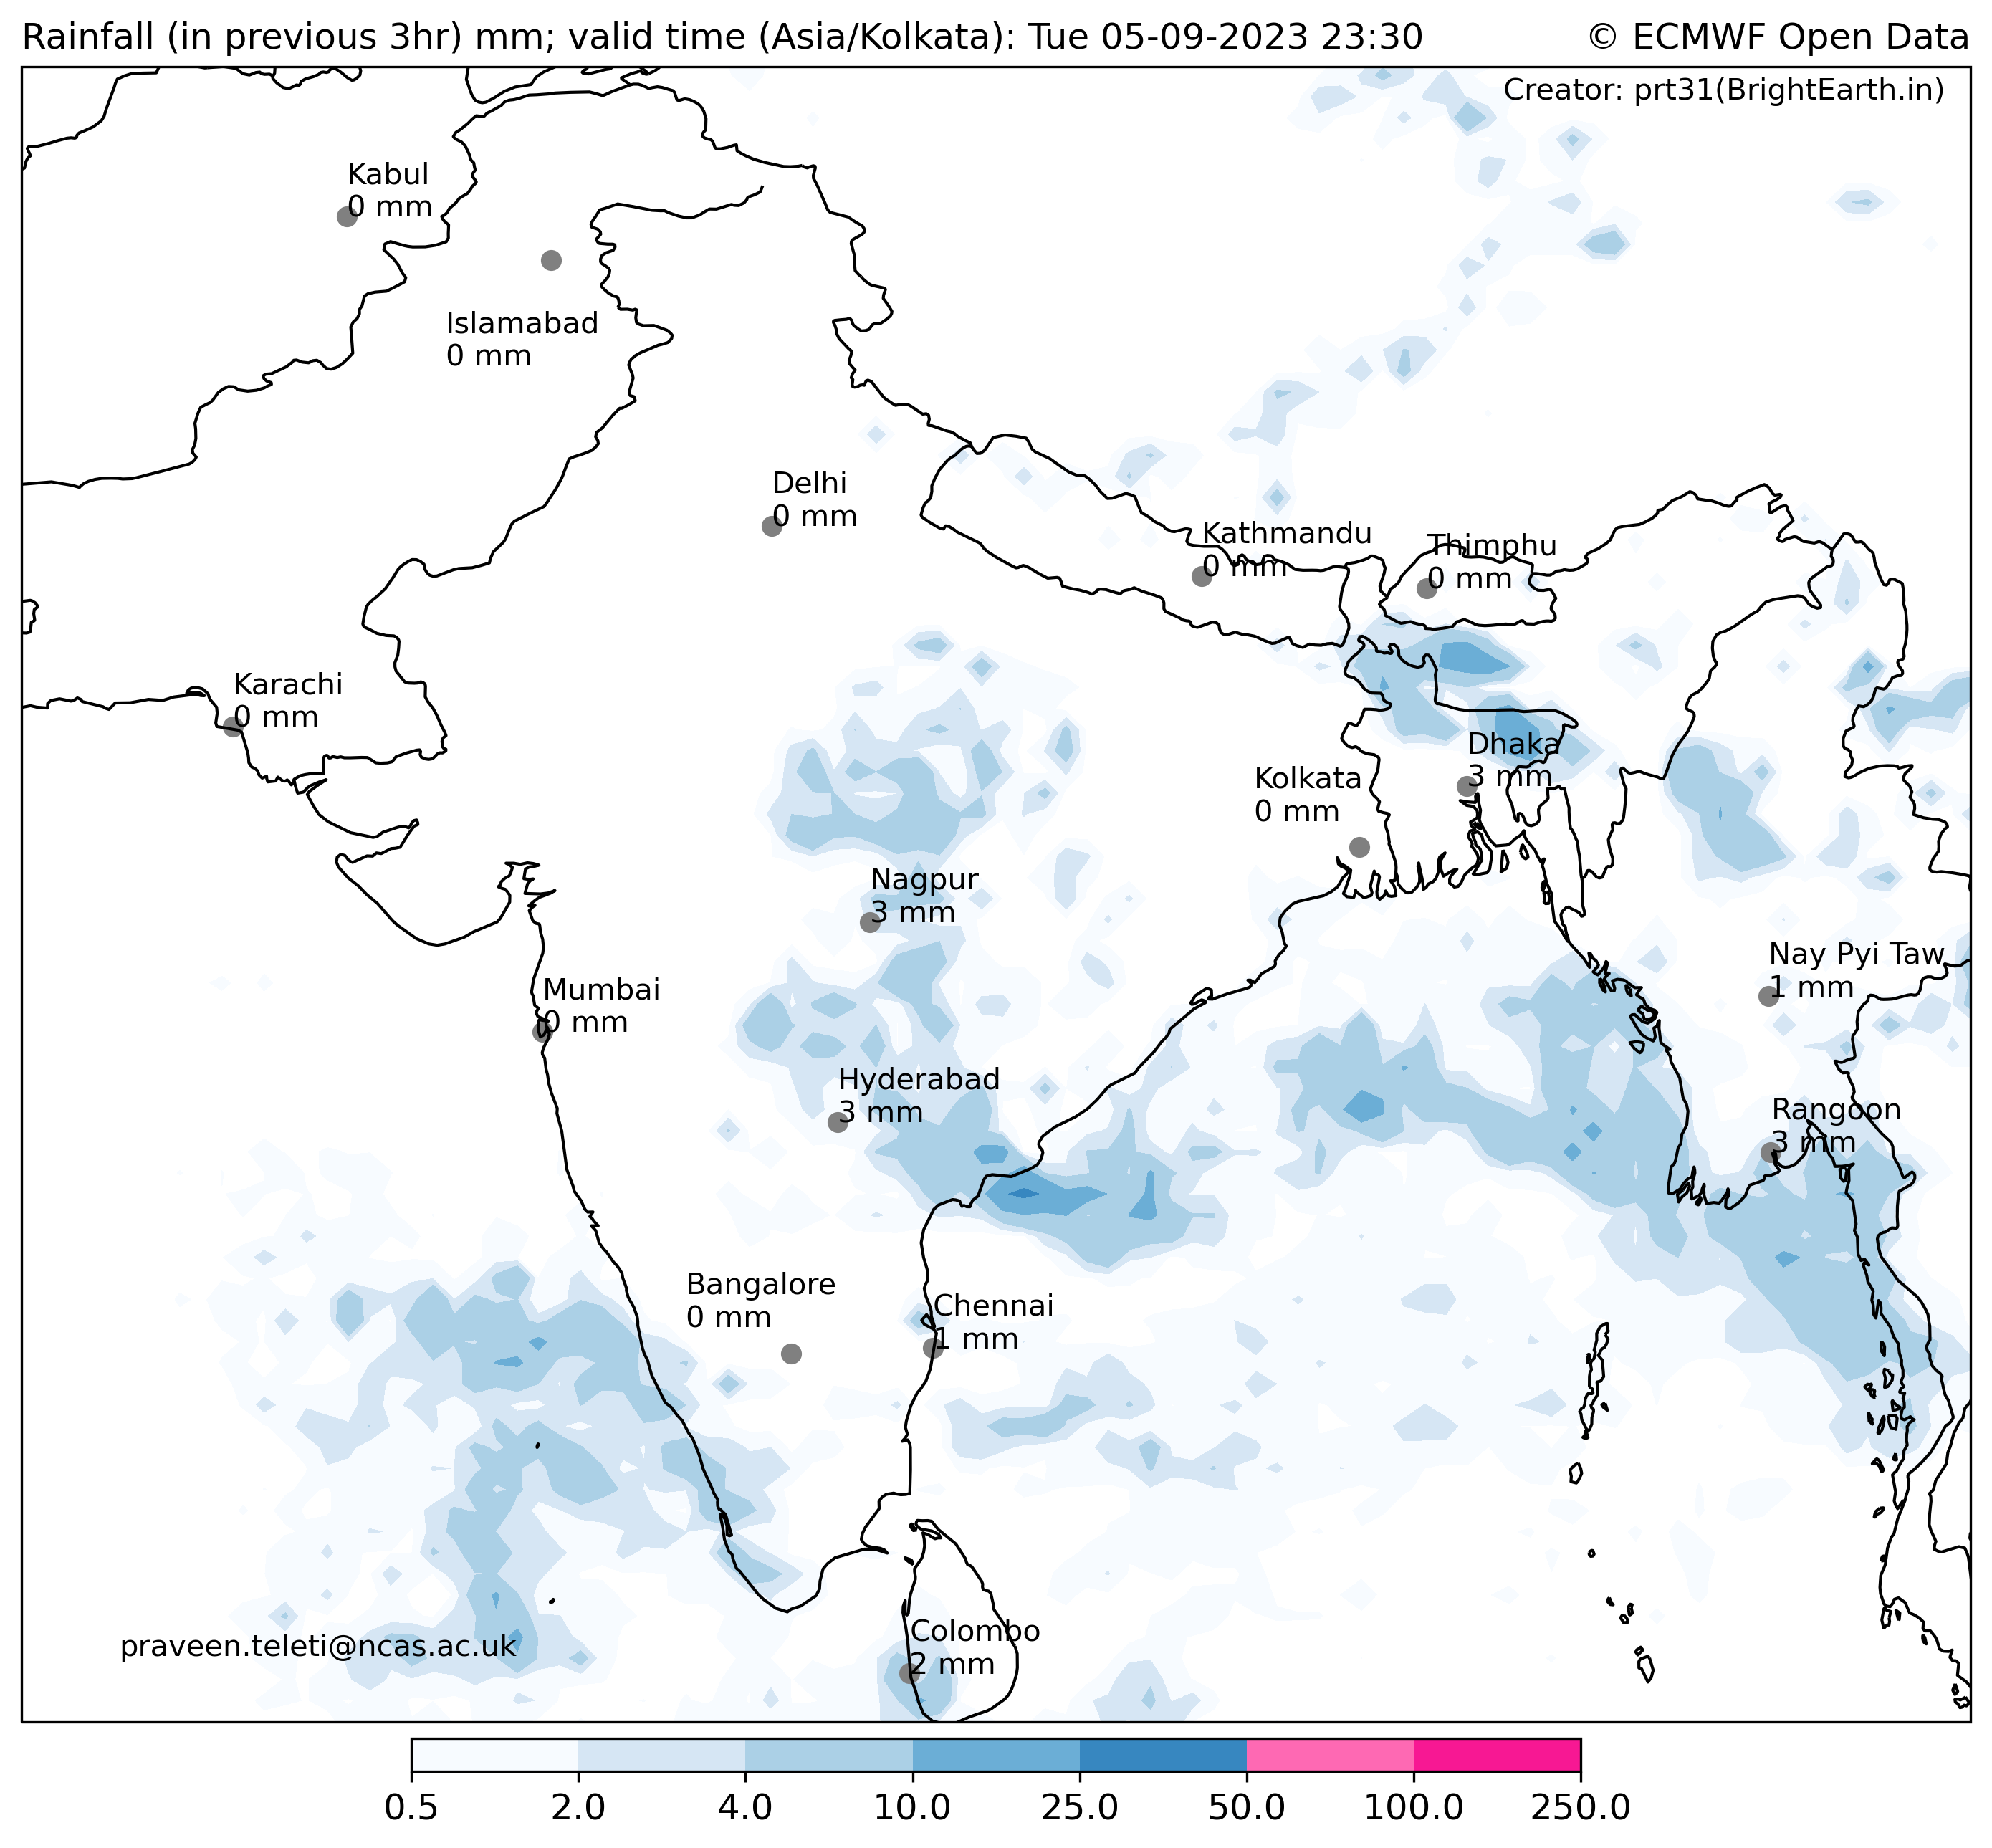 Rainfall (in previous 3hr) mm; valid time (Asia/Kolkata): Tue 05-09-2023 23:30
© ECMWF Open Data
Creator: prt31(BrightEarth.in)
Kabul
0 mm
Islamabad
0 mm
Delhi
0 mm
Kathmandu
0 mm
Thimphu
0 mm
Karachi
0 mm
Dhaka
3 mm
Kolkata
0 mm
Nagpur
3 mm
Nay Pyi Taw
1 mm
Mumbai
0 mm
Hyderabad
3 mm
Rangoon
3 mm
Bangalore
0 mm
Chennai
1 mm
Colombo
2 mm
praveen.teleti@ncas.ac.uk
0.5 2.0 4.0 10.0 25.0 50.0 100.0 250.0